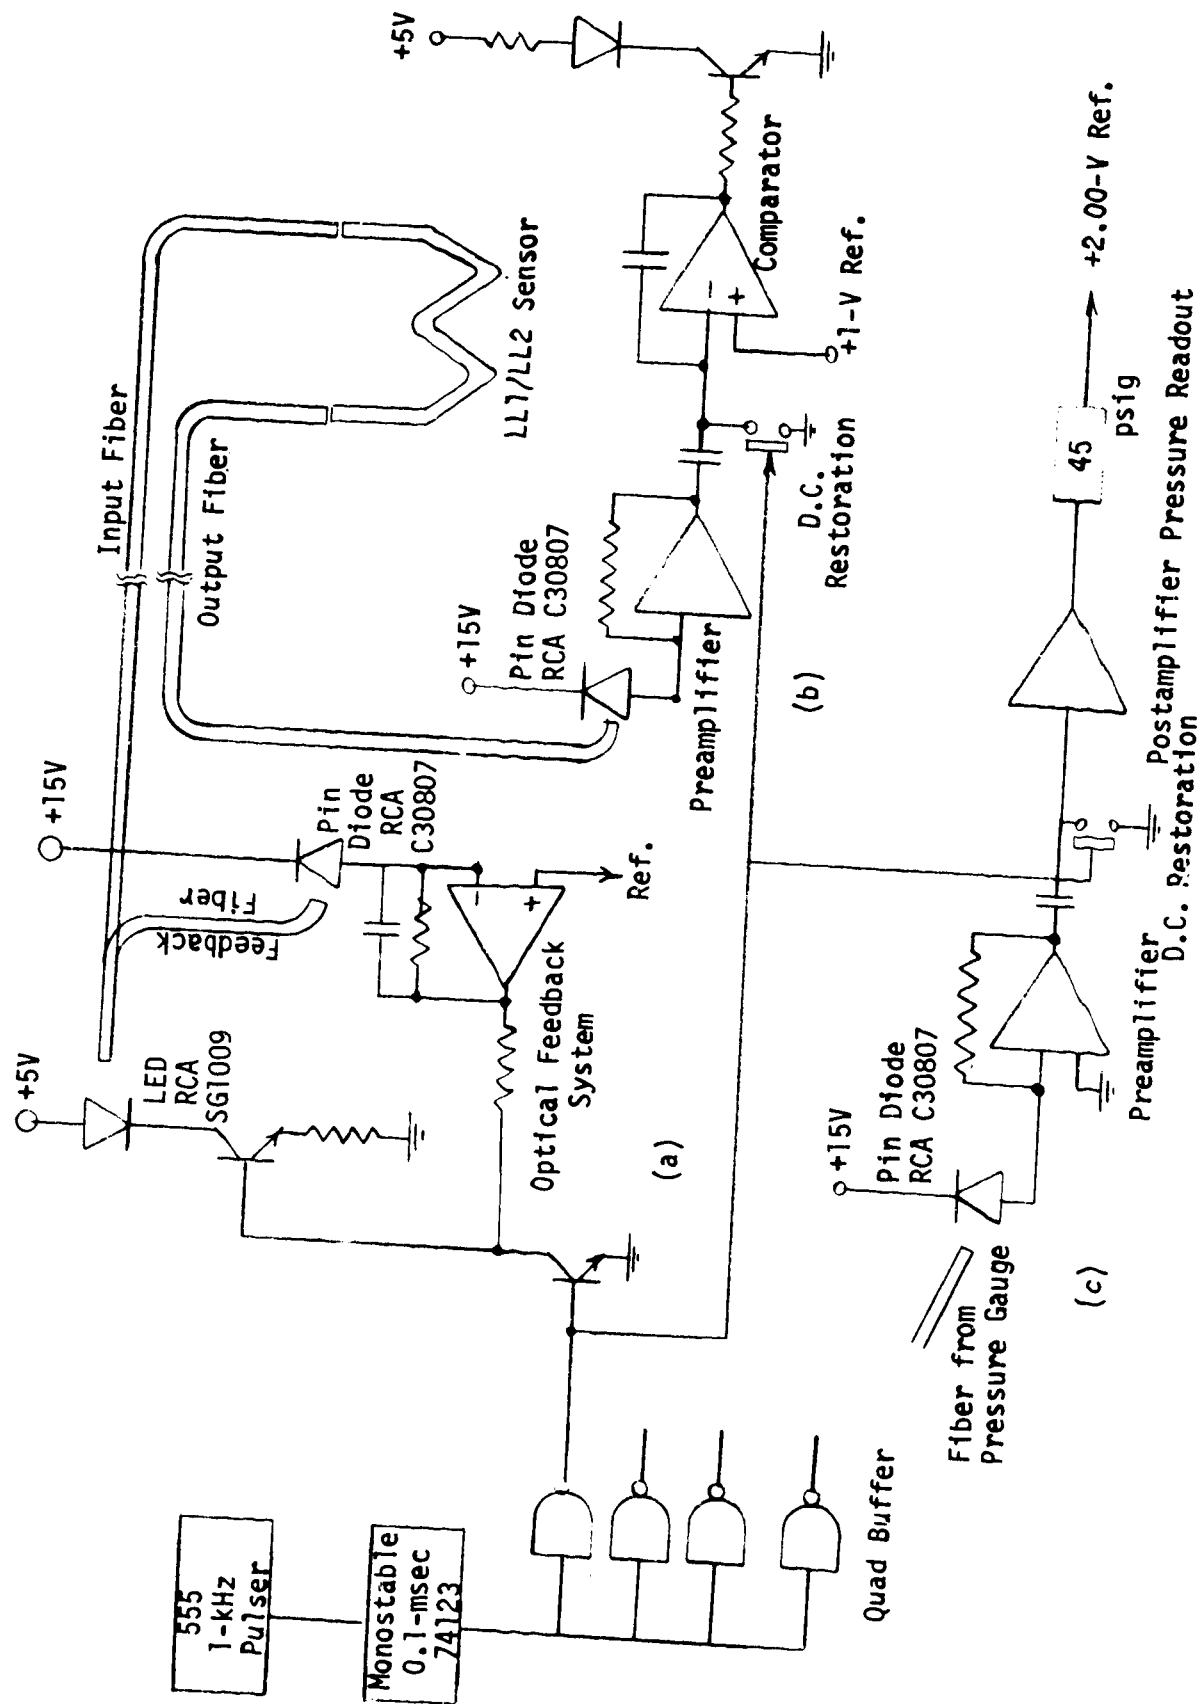 555
1-kHz
Pulser
Monostable
0.1-msec
74123
Quad Buffer
+5V
LED
RCA
SG1009
Feedback
Fiber
+15V
Pin
Diode
RCA
C30807
-
+
Ref.
Optical Feedback
System
(a)
Input Fiber
Output Fiber
LL1/LL2 Sensor
+15V
Pin Diode
RCA C30807
Preamplifier
D.C.
Restoration
-
+
Comparator
+1-V Ref.
+5V
(b)
Fiber from
Pressure Gauge
+15V
Pin Diode
RCA C30807
Preamplifier
D.C. Restoration
Postamplifier Pressure Readout
45
psig
+2.00-V Ref.
(c)